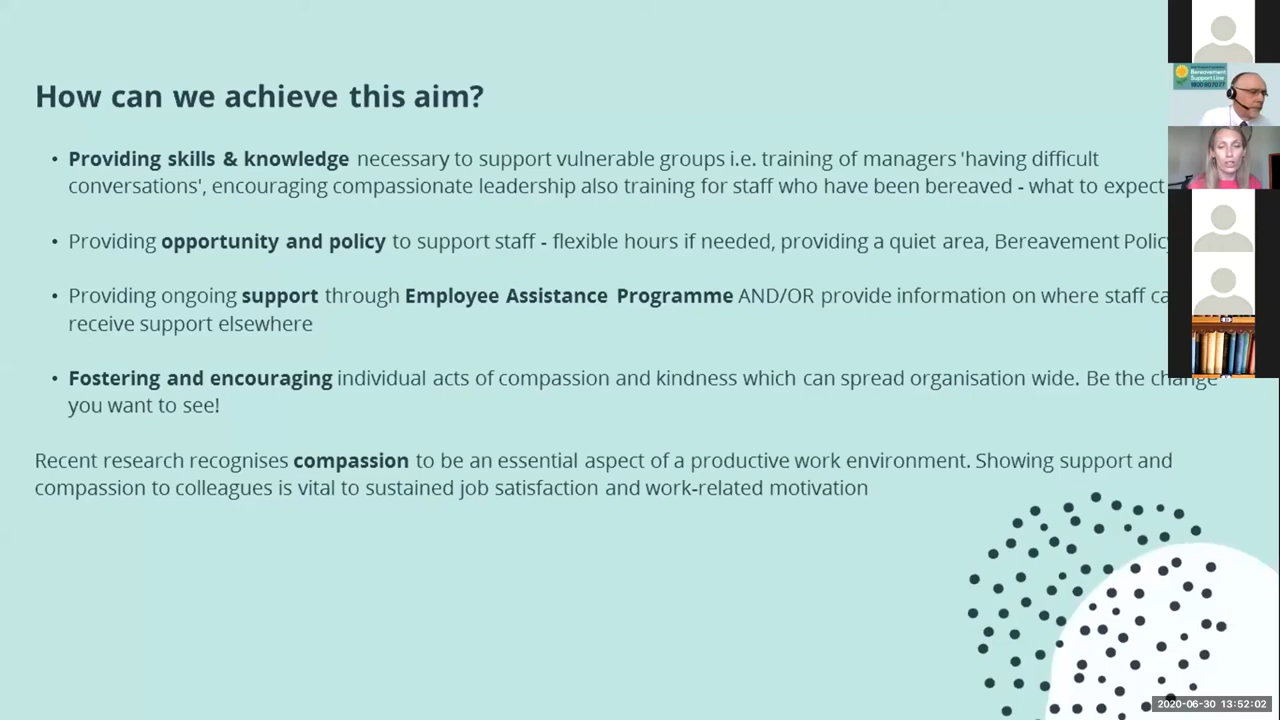 How can we achieve this aim?
• Providing skills & knowledge necessary to support vulnerable groups i.e. training of managers 'having difficult
conversations', encouraging compassionate leadership also training for staff who have been bereaved - what to expect
• Providing opportunity and policy to support staff - flexible hours if needed, providing a quiet area, Bereavement
• Providing ongoing support through Employee Assistance Programme AND/OR provide information on where staff
receive support elsewhere
• Fostering and encouraging individual acts of compassion and kindness which can spread organisation wide. Be the change
you want to see!
Recent research recognises compassion to be an essential aspect of a productive work environment. Showing support and
compassion to colleagues is vital to sustained job satisfaction and work-related motivation
Bereavement
Support Line
2020-06-30 13:52:02